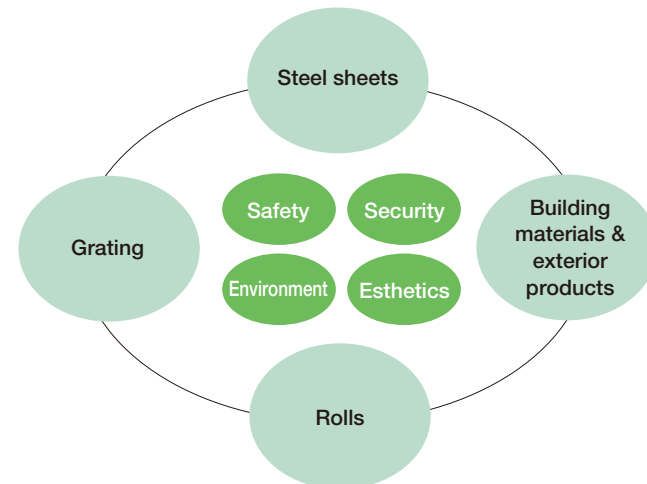 Steel sheets
Safety
Security
Grating
Building
materials &
exterior
products
Environment
Esthetics
Rolls